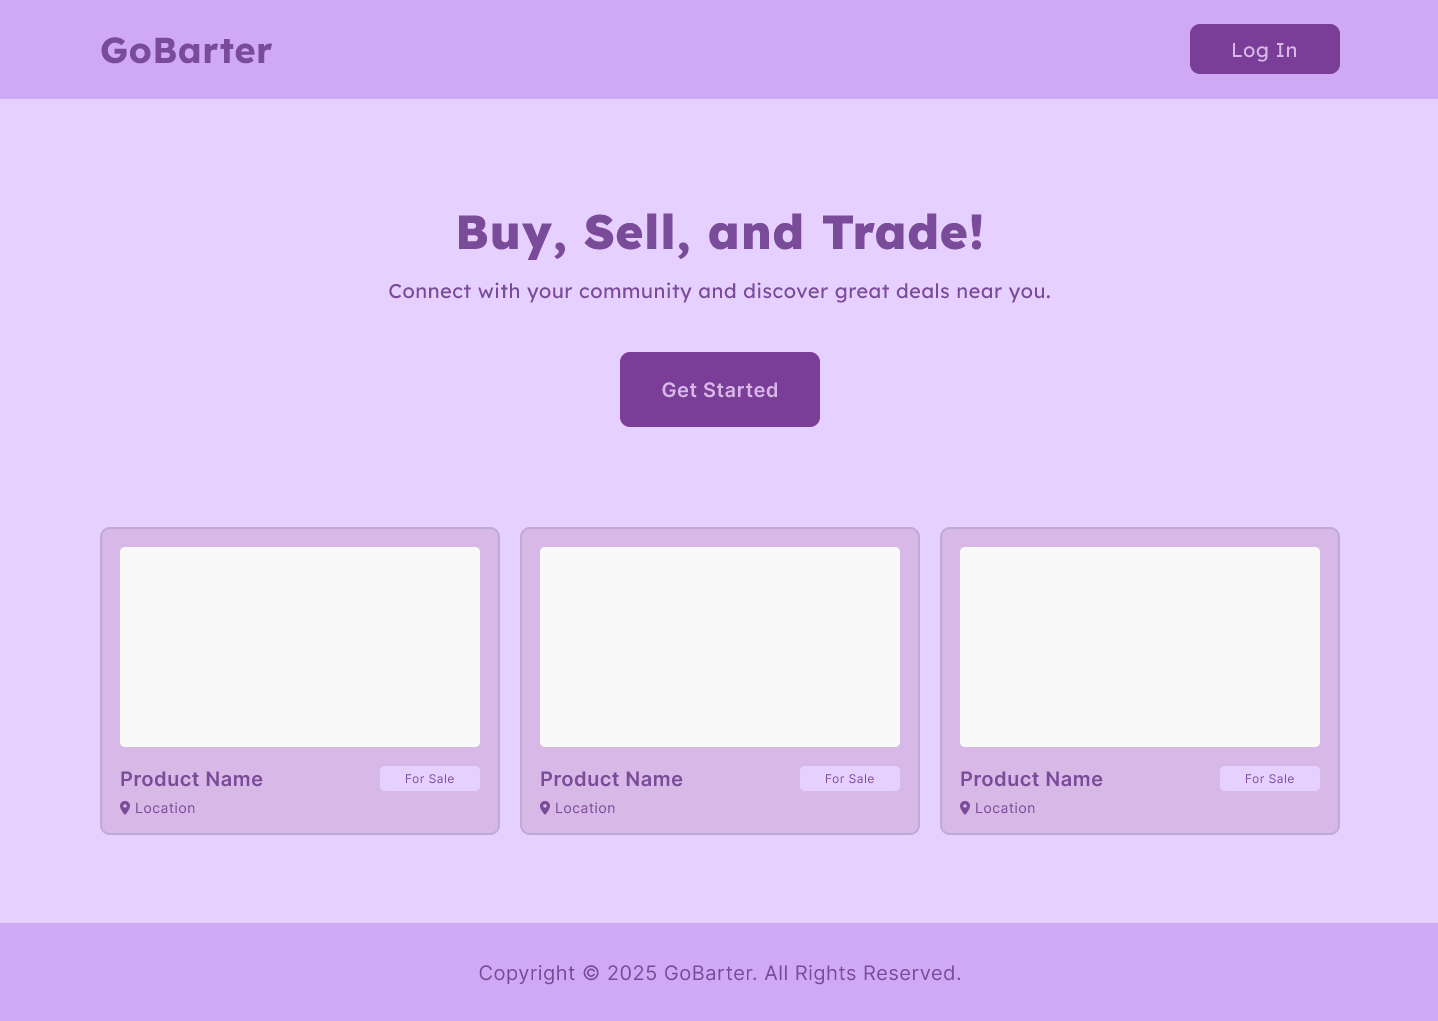 GoBarter
Log In
Buy, Sell, and Trade!
Connect with your community and discover great deals near you.
Get Started
Product Name
For Sale
Location
Product Name
For Sale
Location
Product Name
For Sale
Location
Copyright © 2025 GoBarter. All Rights Reserved.